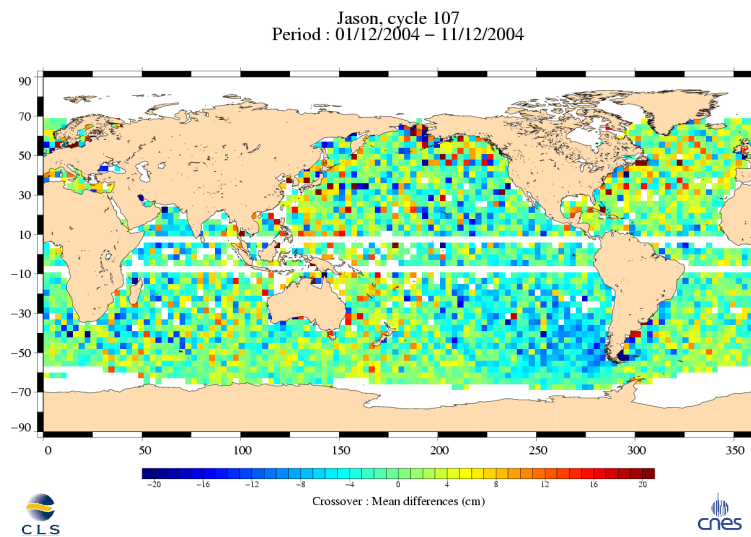 Jason, cycle 107
Period : 01/12/2004 − 11/12/2004
90
70
50
30
10
−10
−30
−50
−70
−90
0 50 100 150 200 250 300 350
−20 −16 −12 −8 −4 0 4 8 12 16 20
Crossover : Mean differences (cm)
CLS
cnes